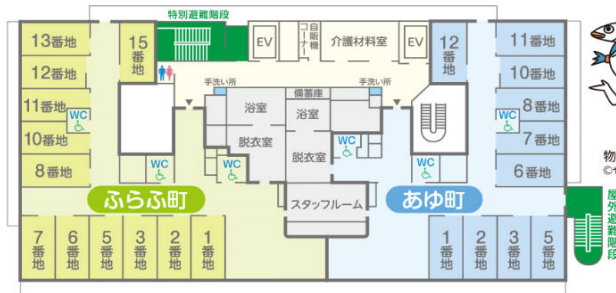 特別避難階段
13番地
15番地
EV
自販機コーナー
介護材料室
EV
12番地
11番地
12番地
10番地
手洗い所
備蓄庫
手洗い所
11番地
浴室
浴室
8番地
WC
WC
10番地
7番地
脱衣室
WC
8番地
脱衣室
6番地
物
WC
WC
WC
ふらふ町
スタッフルーム
あゆ町
屋外避難階段
7番地
6番地
5番地
3番地
2番地
1番地
1番地
2番地
3番地
5番地